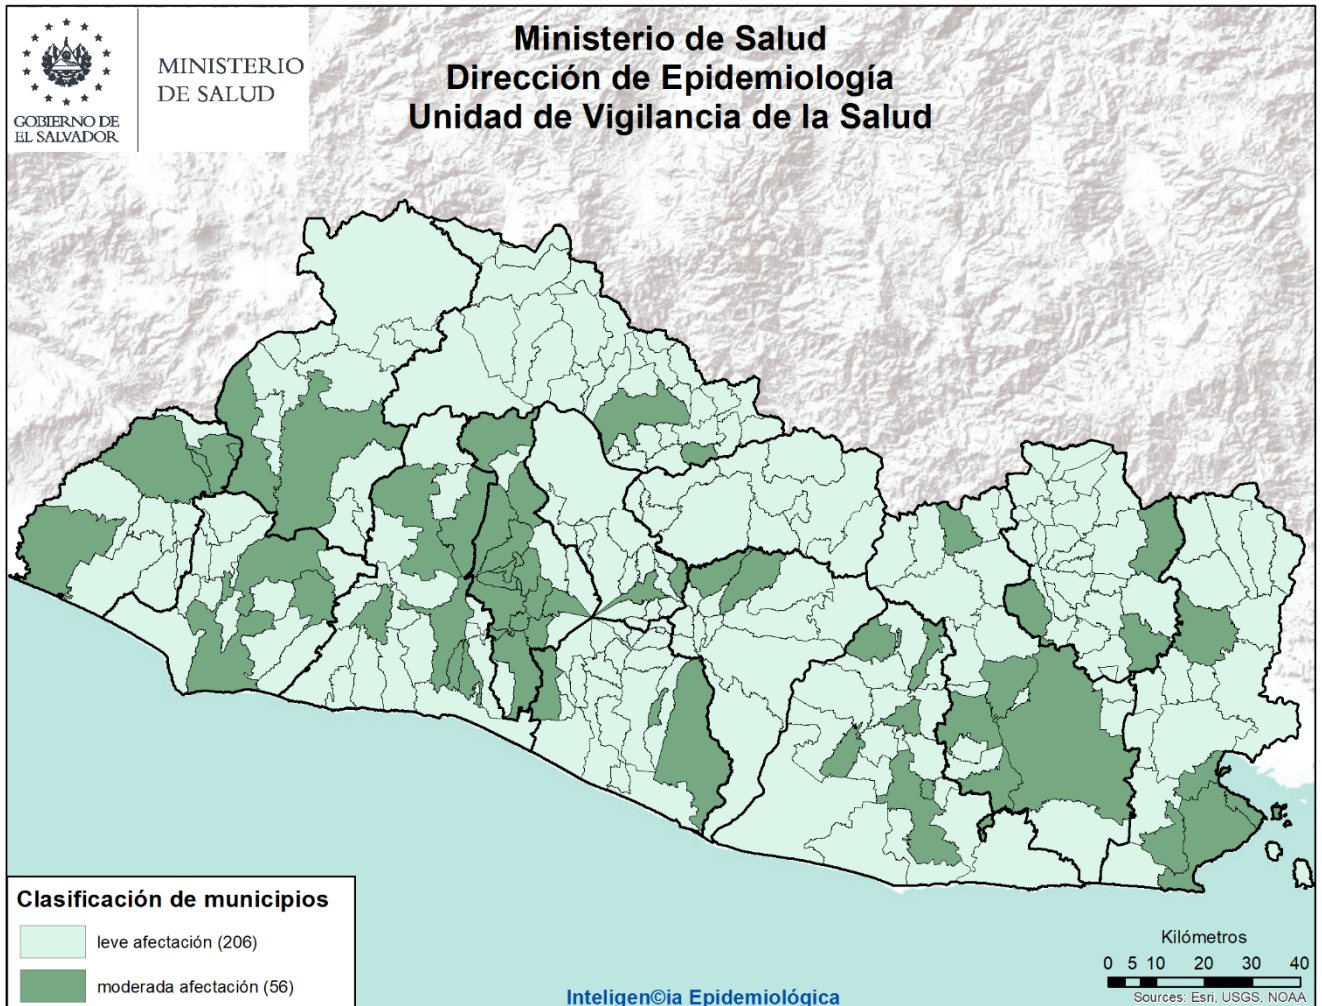 GOBIERNO DE
EL SALVADOR
MINISTERIO
DE SALUD
Ministerio de Salud
Dirección de Epidemiología
Unidad de Vigilancia de la Salud
Clasificación de municipios
leve afectación (206)
moderada afectación (56)
Inteligen©ia Epidemiológica
Kilómetros
0 5 10 20 30 40
Sources: Esri, USGS, NOAA